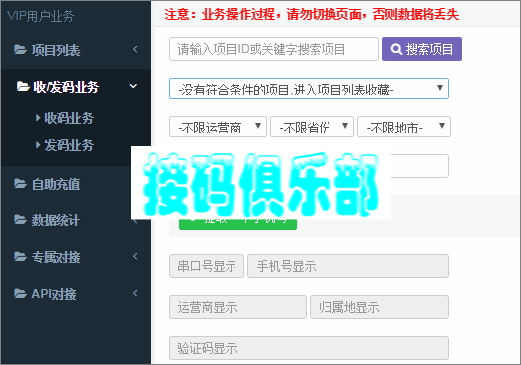 VIP用户业务
注意：业务操作过程，请勿切换页面，否则数据将丢失
项目列表
请输入项目ID或关键字搜索项目
搜索项目
收/发码业务
-没有符合条件的项目,进入项目列表收藏-
收码业务
-不限运营商
-不限省份
-不限地市-
发码业务
接码俱乐部
自助充值
数据统计
专属对接
串口号显示
手机号显示
API对接
运营商显示
归属地显示
验证码显示